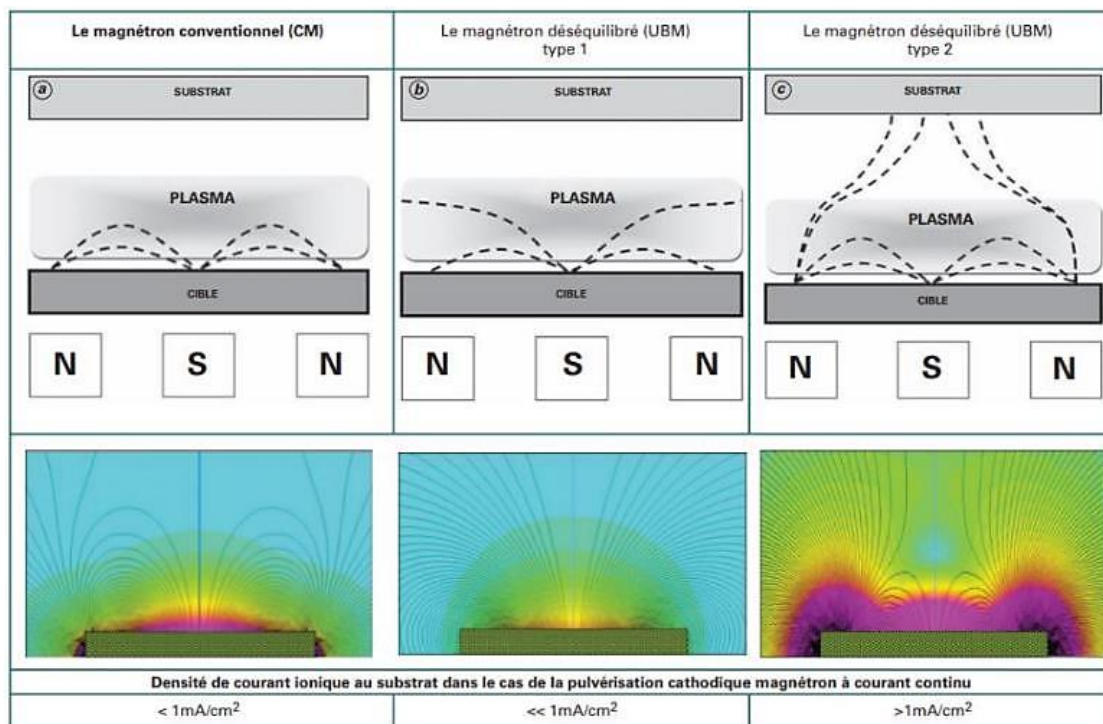 Le magnétron conventionnel (CM)
Le magnétron déséquilibré (UBM)
type 1
Le magnétron déséquilibré (UBM)
type 2
a
SUBSTRAT
PLASMA
CIBLE
N S N
b
SUBSTRAT
PLASMA
CIBLE
N S N
c
SUBSTRAT
PLASMA
CIBLE
N S N
Densité de courant ionique au substrat dans le cas de la pulvérisation cathodique magnétron à courant continu
< 1mA/cm²
<< 1mA/cm²
>1mA/cm²